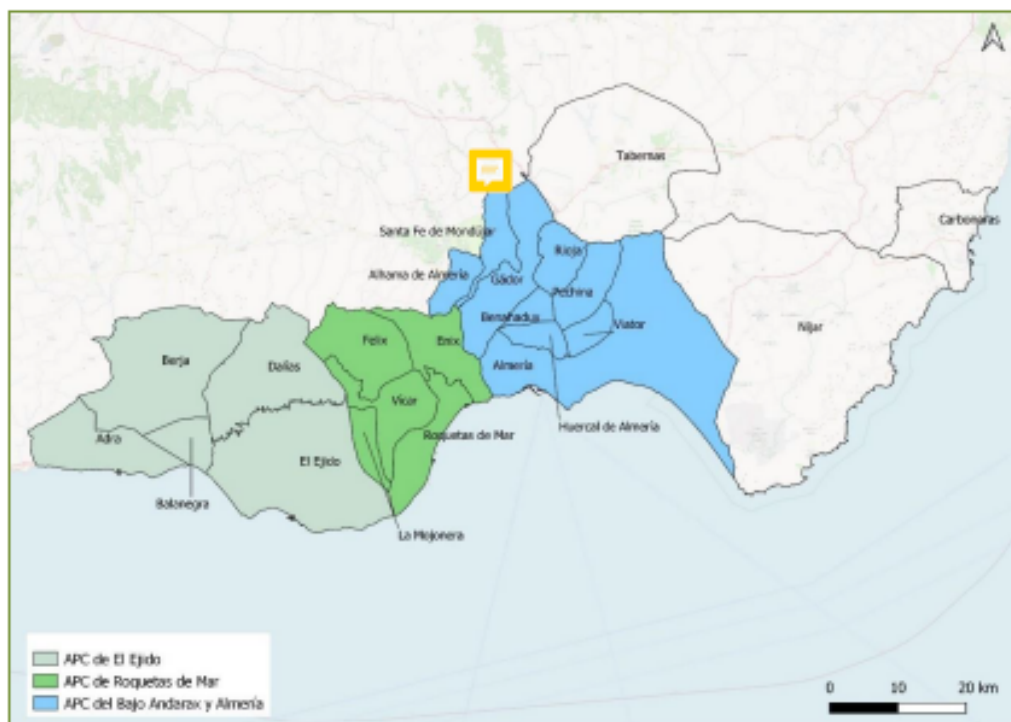 Tabernas
Carboneras
Santa Fe de Mondújar
Rioja
Alhama de Almería
Gádor
Pechina
Níjar
Benahadux
Viator
Felix
Enix
Berja
Dalías
Almería
Vícar
Huercal de Almería
Roquetas de Mar
Adra
El Ejido
Balanegra
La Mojonera
APC de El Ejido
APC de Roquetas de Mar
APC del Bajo Andarax y Almería
0 10 20 km